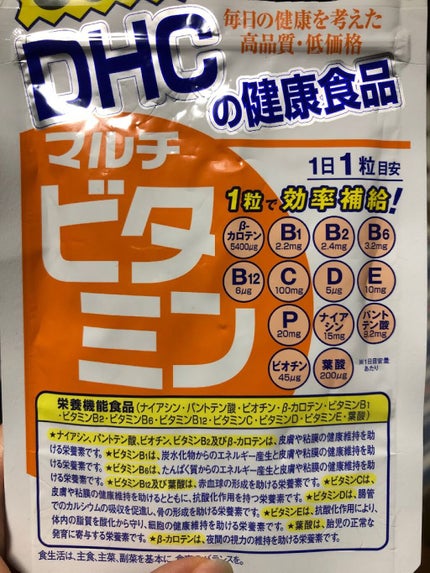 毎日の健康を考えた
高品質・低価格
DHC
の健康食品
マルチ
ビタミン
1日1粒目安
1粒で効率補給!
β-カロテン 5400μg
B1 2.2mg
B2 2.4mg
B6 3.2mg
B12 6μg
C 100mg
D 5μg
E 10mg
P 20mg
ナイアシン 15mg
パントテン酸 9.2mg
ビオチン 45μg
葉酸 200μg
※1日目安量あたり
栄養機能食品(ナイアシン・パントテン酸・ビオチン・β-カロテン・ビタミンB1
・ビタミンB2・ビタミンB6・ビタミンB12・ビタミンC・ビタミンD・ビタミンE・葉酸)
★ナイアシン、パントテン酸、ビオチン、ビタミンB2及びβ-カロテンは、皮膚や粘膜の健康維持を助
ける栄養素です。★ビタミンB1は、炭水化物からのエネルギー産生と皮膚や粘膜の健康維持を助
ける栄養素です。★ビタミンB6は、たんぱく質からのエネルギー産生と皮膚や粘膜の健康維持を助
ける栄養素です。★ビタミンB12及び葉酸は、赤血球の形成を助ける栄養素です。★ビタミンCは、
皮膚や粘膜の健康維持を助けるとともに、抗酸化作用を持つ栄養素です。★ビタミンDは、腸管
でのカルシウムの吸収を促進し、骨の形成を助ける栄養素です。★ビタミンEは、抗酸化作用により、
体内の脂質を酸化から守り、細胞の健康維持を助ける栄養素です。★葉酸は、胎児の正常な
発育に寄与する栄養素です。★β-カロテンは、夜間の視力の維持を助ける栄養素です。
食生活は、主食、主菜、副菜を基本に、食事のバランスを。